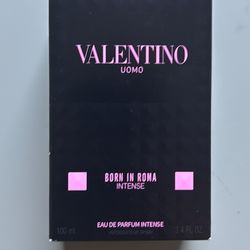 VALENTINO
UOMO
BORN IN ROMA
INTENSE
EAU DE PARFUM INTENSE
100 ml 3.4 FL. OZ.